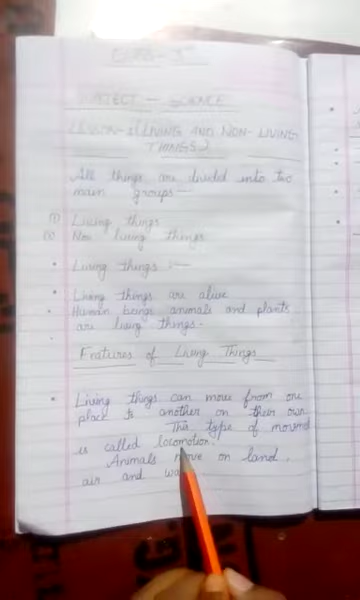 SUBJECT - SCIENCE
LESSON-1 (LIVING AND NON-LIVING
THINGS)
All things are divided into two
main groups—
(i) Living things
(ii) Non living things
• Living things :—
• Living things are alive
• Human beings animals and plants
are living things.
Features of Living Things
• Living things can move from one
place to another on their own.
This type of movmnt
is called locomotion.
Animals move on land,
air and